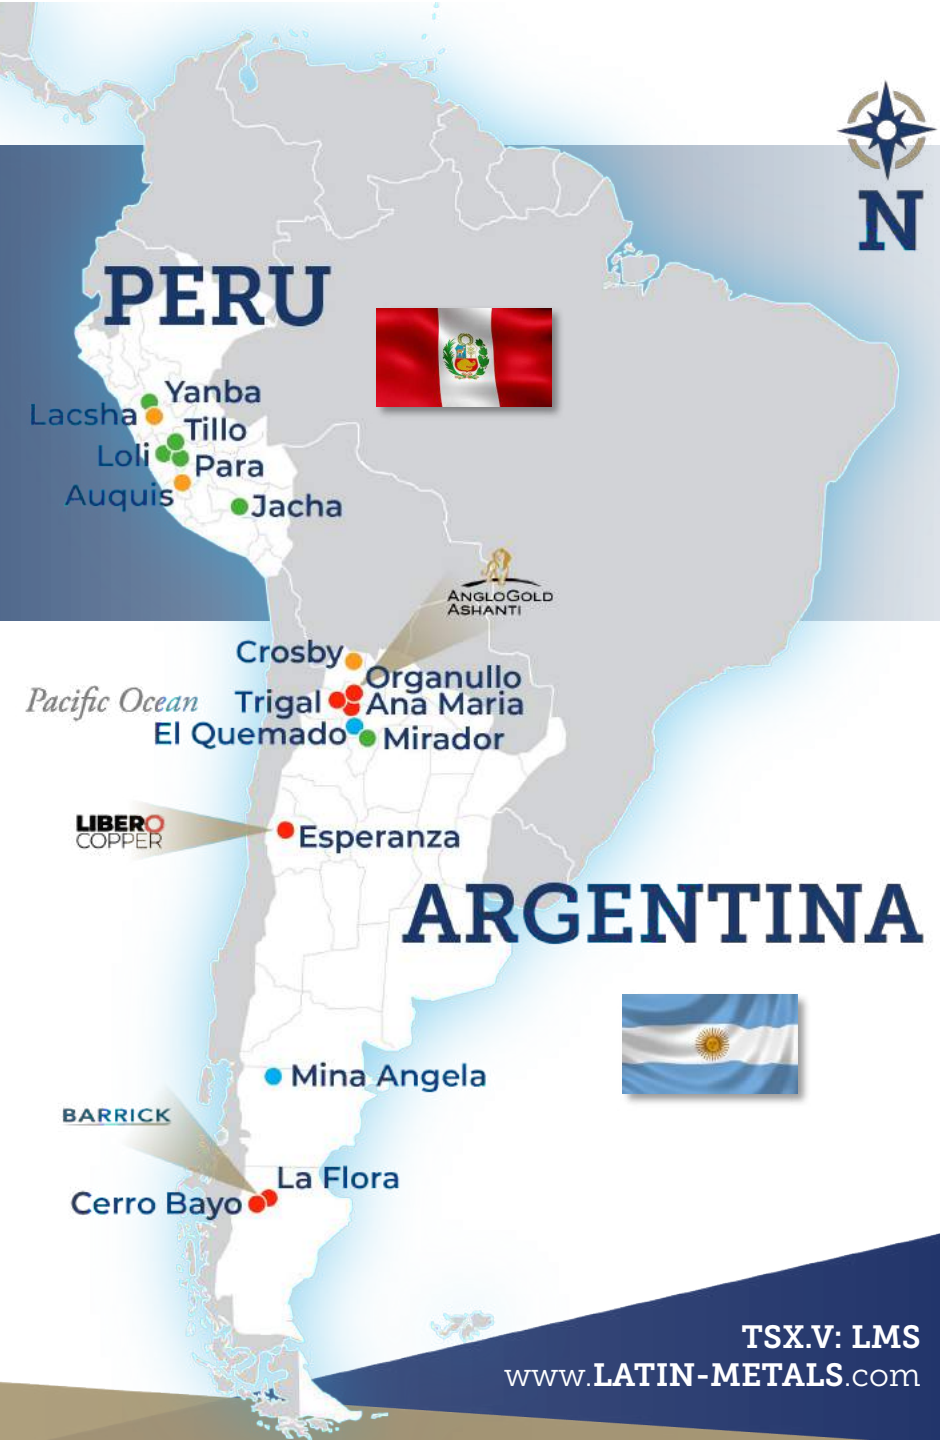 N
PERU
Yanba
Lacsha
Tillo
Loli
Para
Auquis
Jacha
ANGLOGOLD
ASHANTI
Crosby
Organullo
Pacific Ocean
Trigal
Ana Maria
El Quemado
Mirador
LIBERO
COPPER
Esperanza
ARGENTINA
Mina Angela
BARRICK
La Flora
Cerro Bayo
TSX.V: LMS
www.LATIN-METALS.com